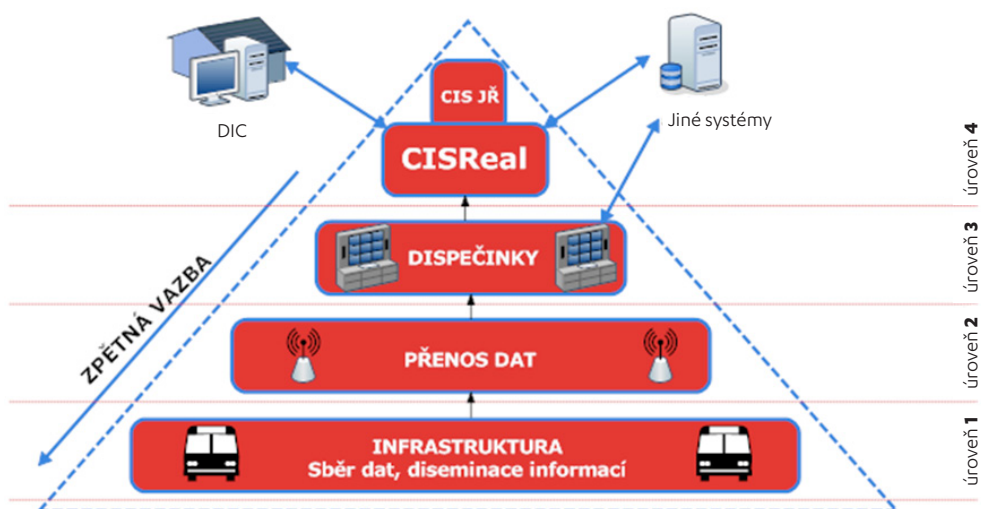 DIC
CIS JŘ
Jiné systémy
CISReal
úroveň 4
DISPEČINKY
úroveň 3
ZPĚTNÁ VAZBA
PŘENOS DAT
úroveň 2
INFRASTRUKTURA
Sběr dat, diseminace informací
úroveň 1